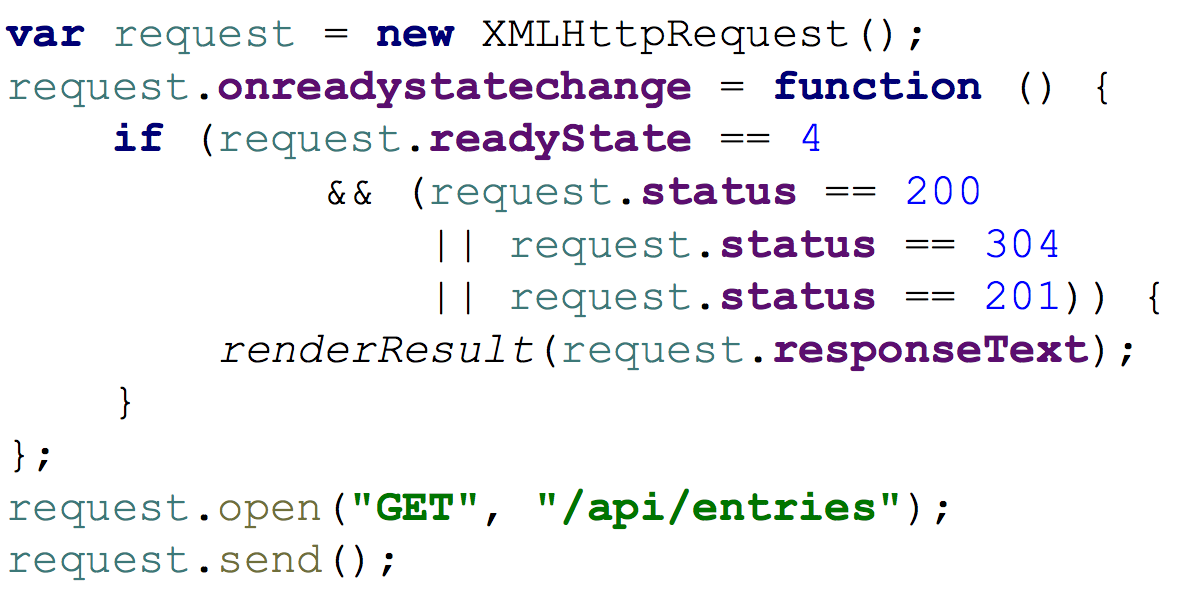 var request = new XMLHttpRequest();
request.onreadystatechange = function () {
    if (request.readyState == 4
            && (request.status == 200
                || request.status == 304
                || request.status == 201)) {
        renderResult(request.responseText);
    }
};
request.open("GET", "/api/entries");
request.send();